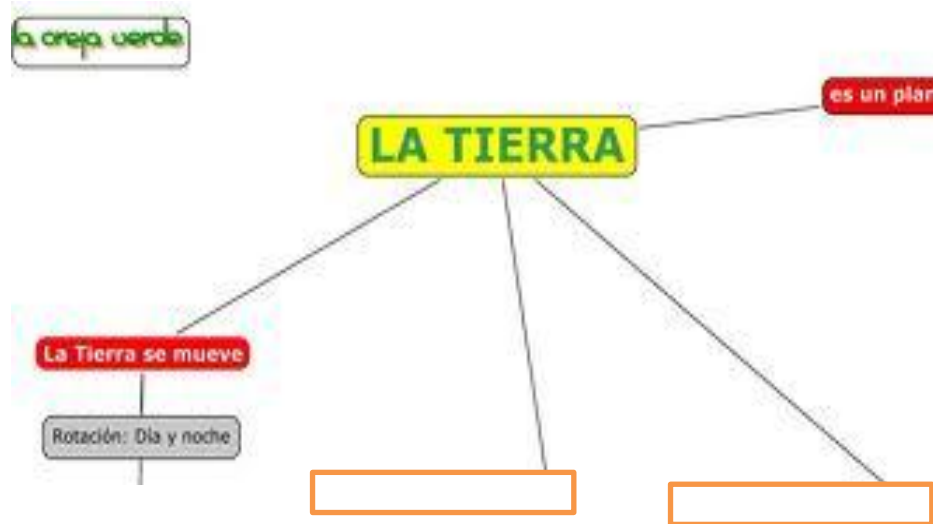 la oreja verde
es un plan
LA TIERRA
La Tierra se mueve
Rotación: Día y noche